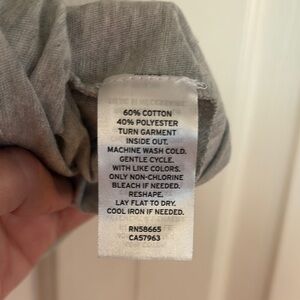 60% COTTON
40% POLYESTER
TURN GARMENT
INSIDE OUT.
MACHINE WASH COLD.
GENTLE CYCLE.
WITH LIKE COLORS.
ONLY NON-CHLORINE
BLEACH IF NEEDED.
RESHAPE.
LAY FLAT TO DRY.
COOL IRON IF NEEDED.
RN58665
CA57963